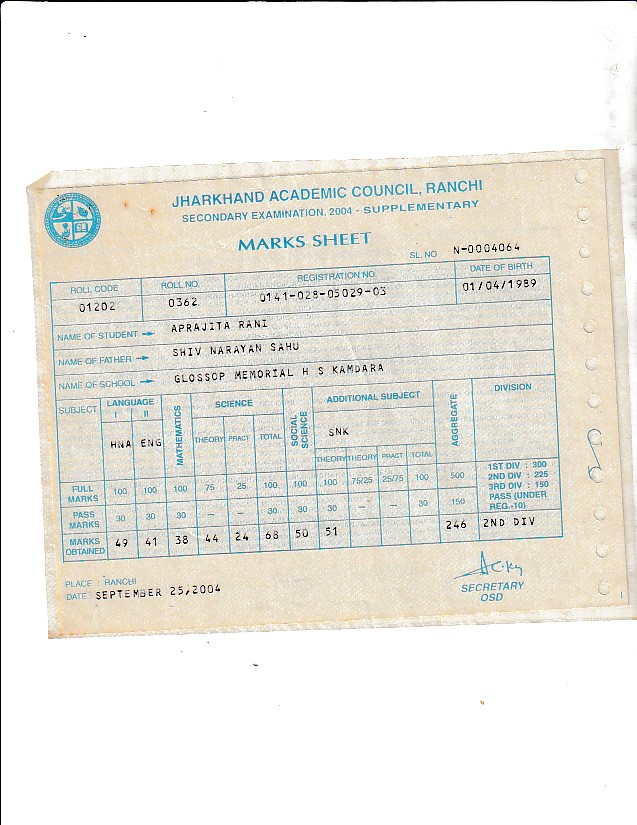 JHARKHAND ACADEMIC COUNCIL, RANCHI
SECONDARY EXAMINATION, 2004 - SUPPLEMENTARY
MARKS SHEET
SL. NO. N-0004064
ROLL CODE ROLL NO. REGISTRATION NO. DATE OF BIRTH
01202 0362 0141-028-05029-03 01/04/1989
NAME OF STUDENT APRAJITA RANI
NAME OF FATHER SHIV NARAYAN SAHU
NAME OF SCHOOL GLOSSOP MEMORIAL H S KAMDARA
SUBJECT LANGUAGE MATHEMATICS SCIENCE SOCIAL SCIENCE ADDITIONAL SUBJECT AGGREGATE DIVISION
I II
HNA ENG THEORY PRACT TOTAL SNK
THEORY THEORY PRACT TOTAL
FULL MARKS 100 100 100 75 25 100 100 100 75/25 25/75 100 500
1ST DIV : 300
2ND DIV : 225
3RD DIV : 150
PASS (UNDER
REG.-10)
PASS MARKS 30 30 30 – – 30 30 30 – – 30 150
MARKS OBTAINED 49 41 38 44 24 68 50 51 246 2ND DIV
PLACE : RANCHI
DATE SEPTEMBER 25,2004
SECRETARY
OSD